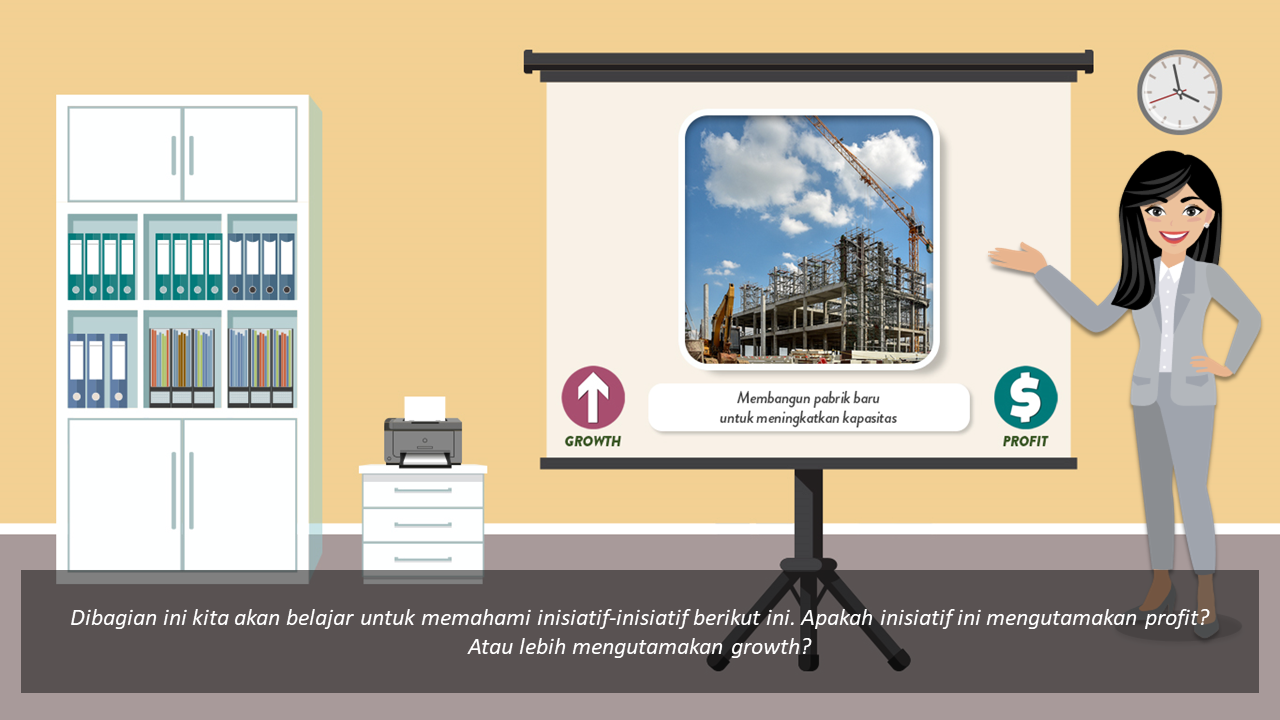 Membangun pabrik baru
untuk meningkatkan kapasitas
GROWTH
$
PROFIT
Dibagian ini kita akan belajar untuk memahami inisiatif-inisiatif berikut ini. Apakah inisiatif ini mengutamakan profit?
Atau lebih mengutamakan growth?